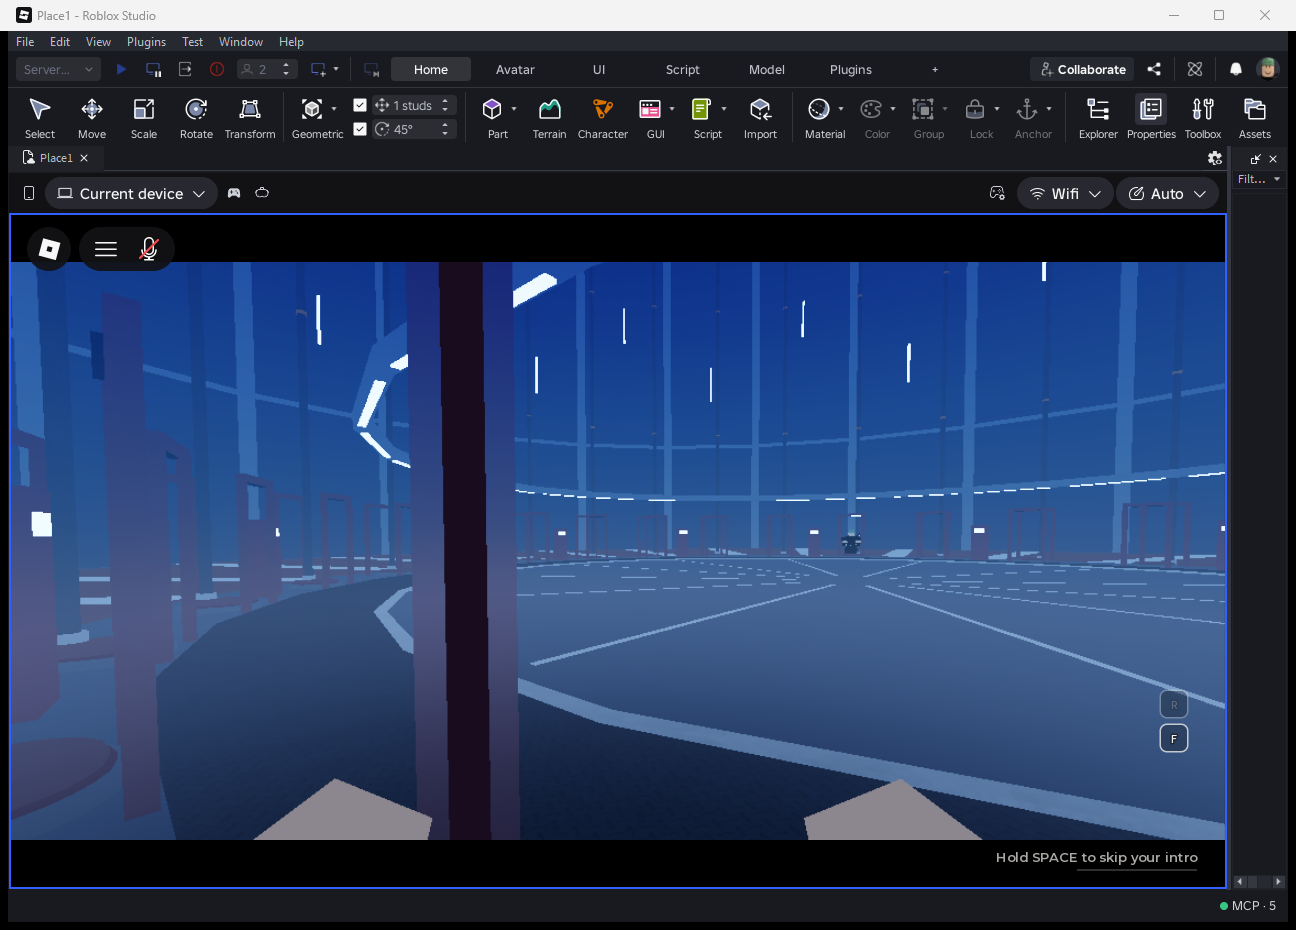 Place1 - Roblox Studio
File Edit View Plugins Test Window Help
Server... 2 Home Avatar UI Script Model Plugins + Collaborate
1 studs
45°
Select Move Scale Rotate Transform Geometric Part Terrain Character GUI Script Import Material Color Group Lock Anchor Explorer Properties Toolbox Assets
Place1
Filt...
Current device Wifi Auto
R
F
Hold SPACE to skip your intro
MCP · 5